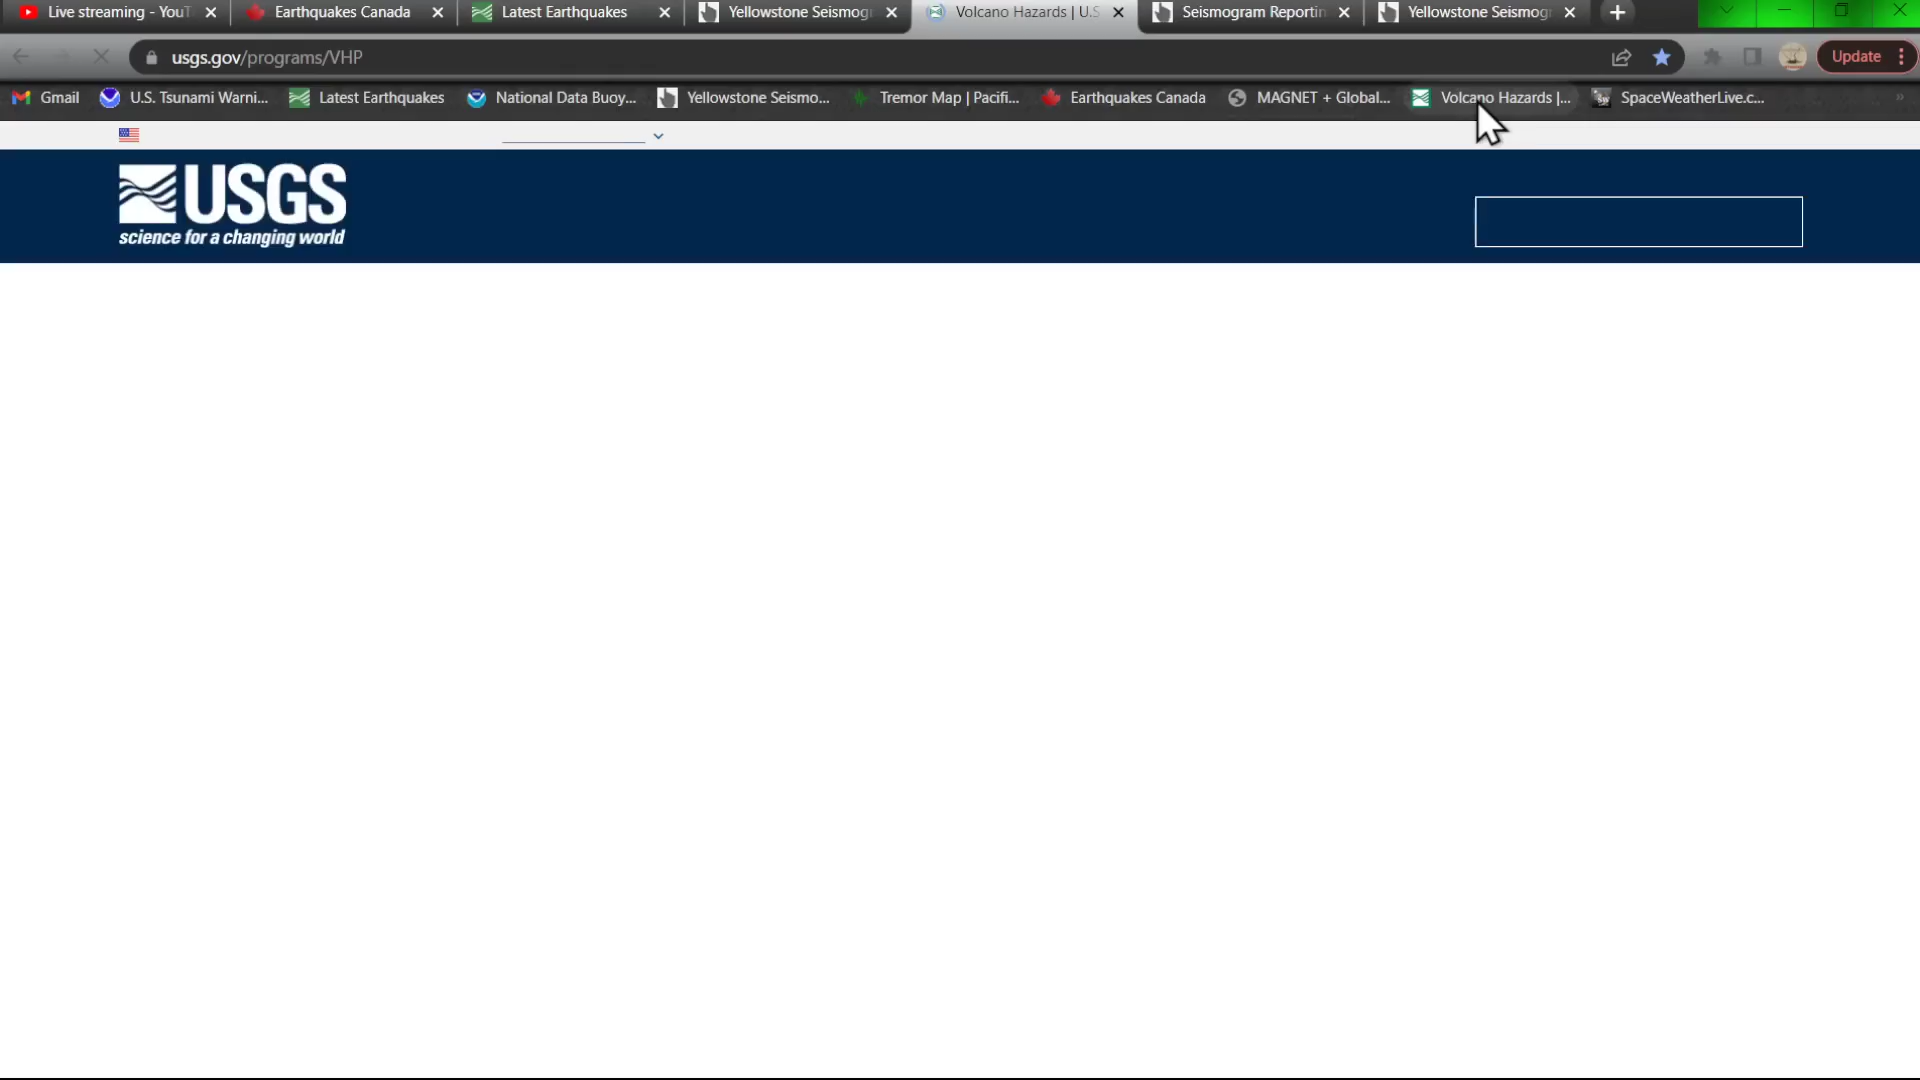 Live streaming - YouT
Earthquakes Canada
Latest Earthquakes
Yellowstone Seismog
Volcano Hazards | U.S
Seismogram Reportin
Yellowstone Seismog
usgs.gov/programs/VHP
Update
Gmail
U.S. Tsunami Warni...
Latest Earthquakes
National Data Buoy...
Yellowstone Seismo...
Tremor Map | Pacifi...
Earthquakes Canada
MAGNET + Global...
Volcano Hazards |...
SpaceWeatherLive.c...
USGS
science for a changing world